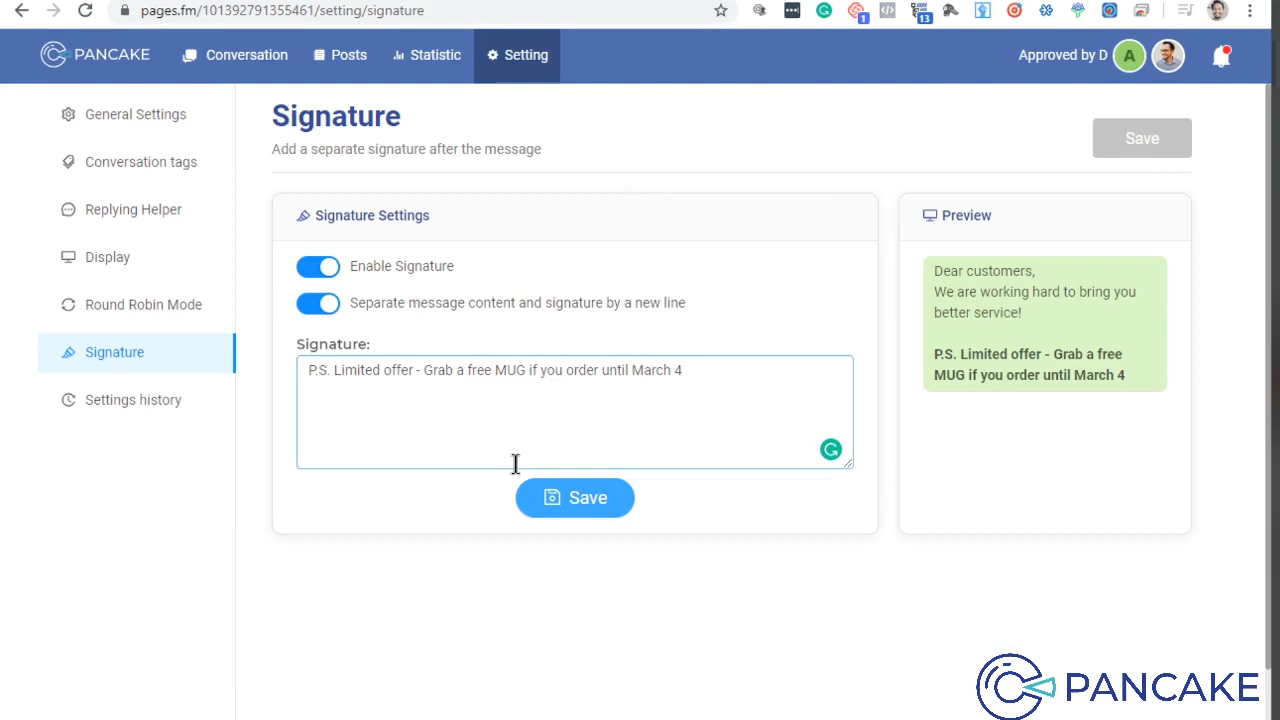 pages.fm/101392791355461/setting/signature
1
13
PANCAKE
Conversation
Posts
Statistic
Setting
Approved by D
A
General Settings
Conversation tags
Replying Helper
Display
Round Robin Mode
Signature
Settings history
Signature
Add a separate signature after the message
Save
Signature Settings
Enable Signature
Separate message content and signature by a new line
Signature:
P.S. Limited offer - Grab a free MUG if you order until March 4
Save
Preview
Dear customers,
We are working hard to bring you
better service!
P.S. Limited offer - Grab a free
MUG if you order until March 4
PANCAKE